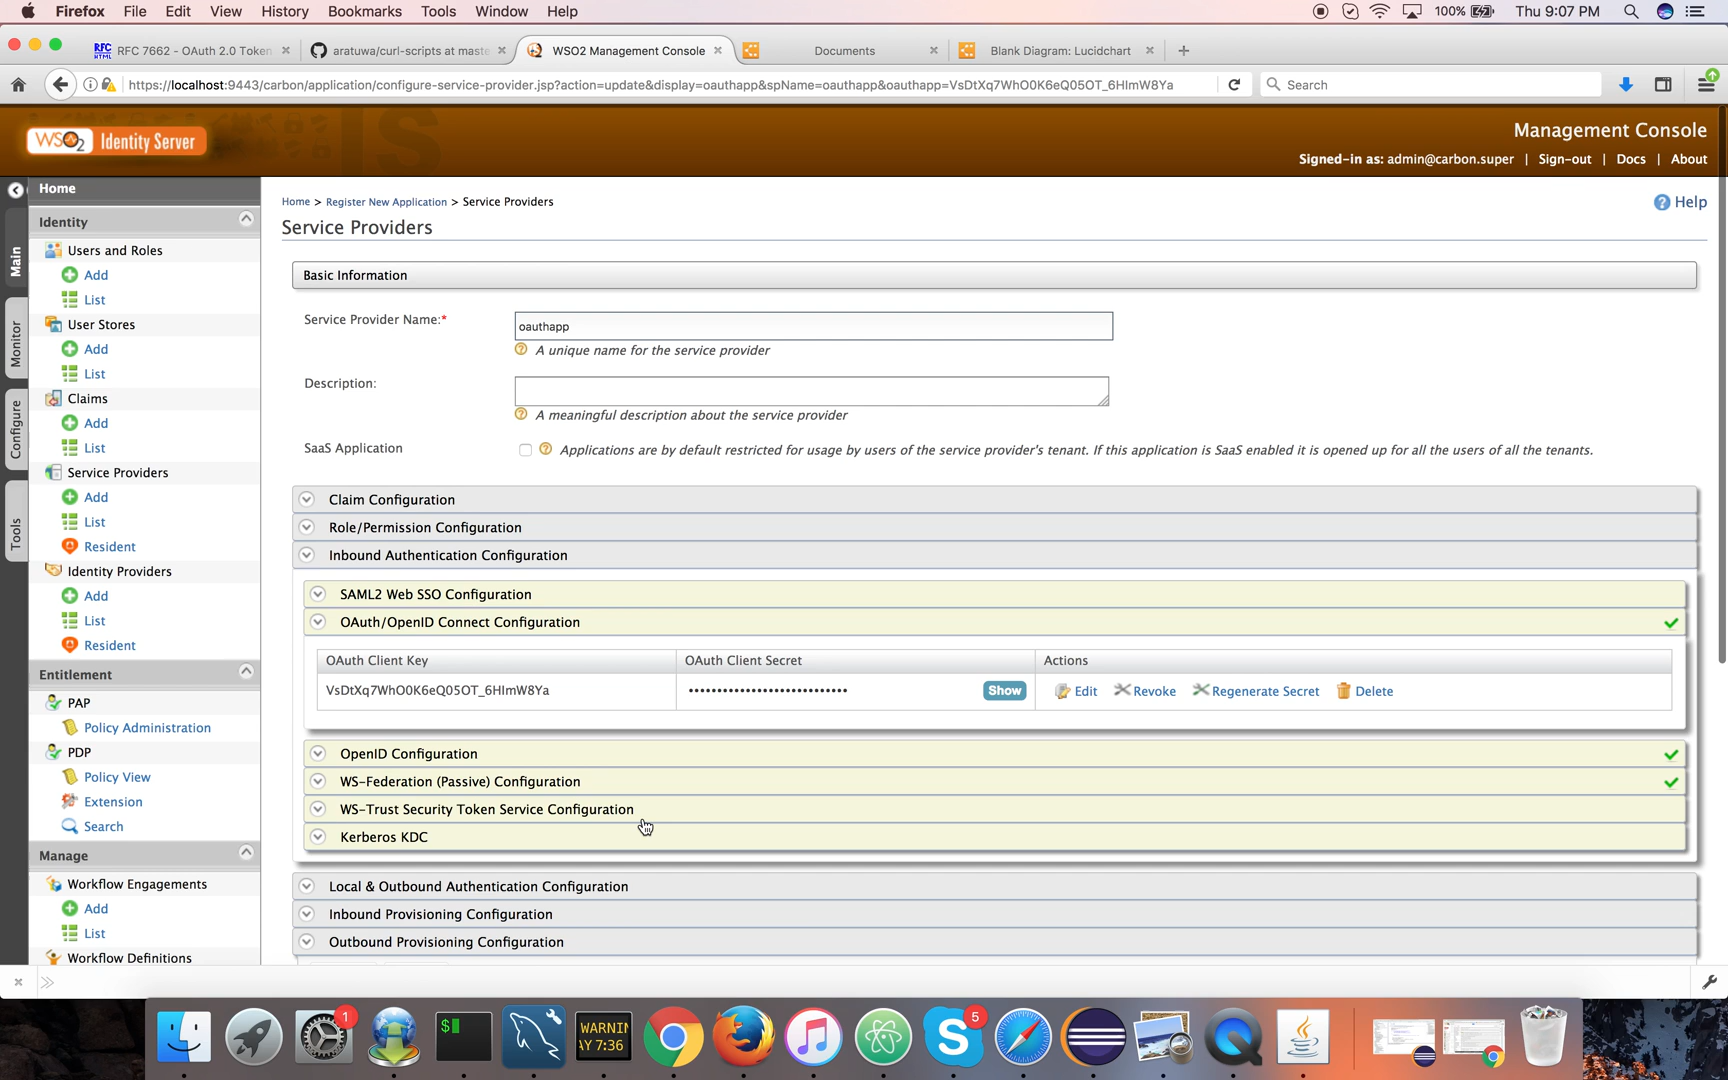 Firefox File Edit View History Bookmarks Tools Window Help 100% Thu 9:07 PM
RFC HTML RFC 7662 - OAuth 2.0 Token aratuwa/curl-scripts at maste WSO2 Management Console Documents Blank Diagram: Lucidchart
https://localhost:9443/carbon/application/configure-service-provider.jsp?action=update&display=oauthapp&spName=oauthapp&oauthapp=VsDtXq7WhO0K6eQ05OT_6HImW8Ya Search
WSO2 Identity Server
Management Console
Signed-in as: admin@carbon.super | Sign-out | Docs | About
Main
Monitor
Configure
Tools
Home
Identity
Users and Roles
Add
List
User Stores
Add
List
Claims
Add
List
Service Providers
Add
List
Resident
Identity Providers
Add
List
Resident
Entitlement
PAP
Policy Administration
PDP
Policy View
Extension
Search
Manage
Workflow Engagements
Add
List
Workflow Definitions
Home > Register New Application > Service Providers
Help
Service Providers
Basic Information
Service Provider Name:* oauthapp
A unique name for the service provider
Description:
A meaningful description about the service provider
SaaS Application Applications are by default restricted for usage by users of the service provider's tenant. If this application is SaaS enabled it is opened up for all the users of all the tenants.
Claim Configuration
Role/Permission Configuration
Inbound Authentication Configuration
SAML2 Web SSO Configuration
OAuth/OpenID Connect Configuration
OAuth Client Key OAuth Client Secret Actions
VsDtXq7WhO0K6eQ05OT_6HImW8Ya Show Edit Revoke Regenerate Secret Delete
OpenID Configuration
WS-Federation (Passive) Configuration
WS-Trust Security Token Service Configuration
Kerberos KDC
Local & Outbound Authentication Configuration
Inbound Provisioning Configuration
Outbound Provisioning Configuration
1 $ WARNIN 5
AY 7:36